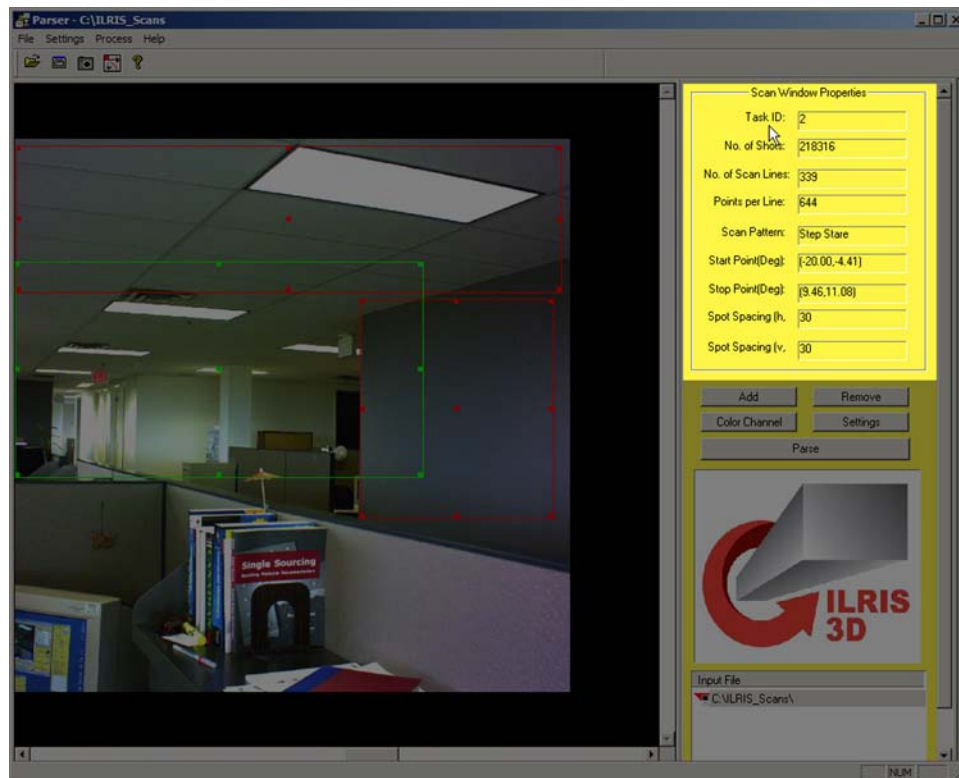 Parser - C:\ILRIS_Scans
File Settings Process Help
Scan Window Properties
Task ID: 2
No. of Shots: 218316
No. of Scan Lines: 339
Points per Line: 644
Scan Pattern: Step Stare
Start Point(Deg): (-20.00,-4.41)
Stop Point(Deg): (9.46,11.08)
Spot Spacing (h, 30
Spot Spacing (v, 30
Add Remove
Color Channel Settings
Parse
Single Sourcing
ILRIS
3D
Input File
C:\ILRIS_Scans\
NUM